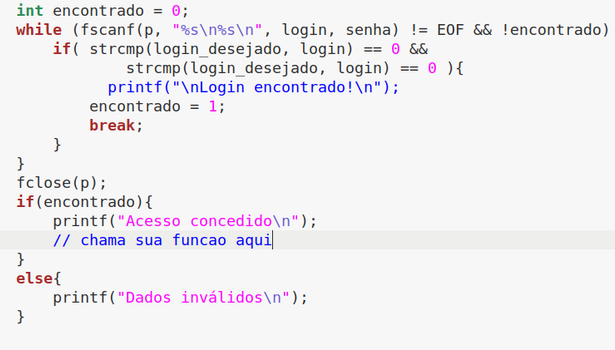 int encontrado = 0;
while (fscanf(p, "%s\n%s\n", login, senha) != EOF && !encontrado)
    if( strcmp(login_desejado, login) == 0 &&
            strcmp(login_desejado, login) == 0 ){
          printf("\nLogin encontrado!\n");
        encontrado = 1;
        break;
    }
}
fclose(p);
if(encontrado){
    printf("Acesso concedido\n");
    // chama sua funcao aqui
}
else{
    printf("Dados inválidos\n");
}